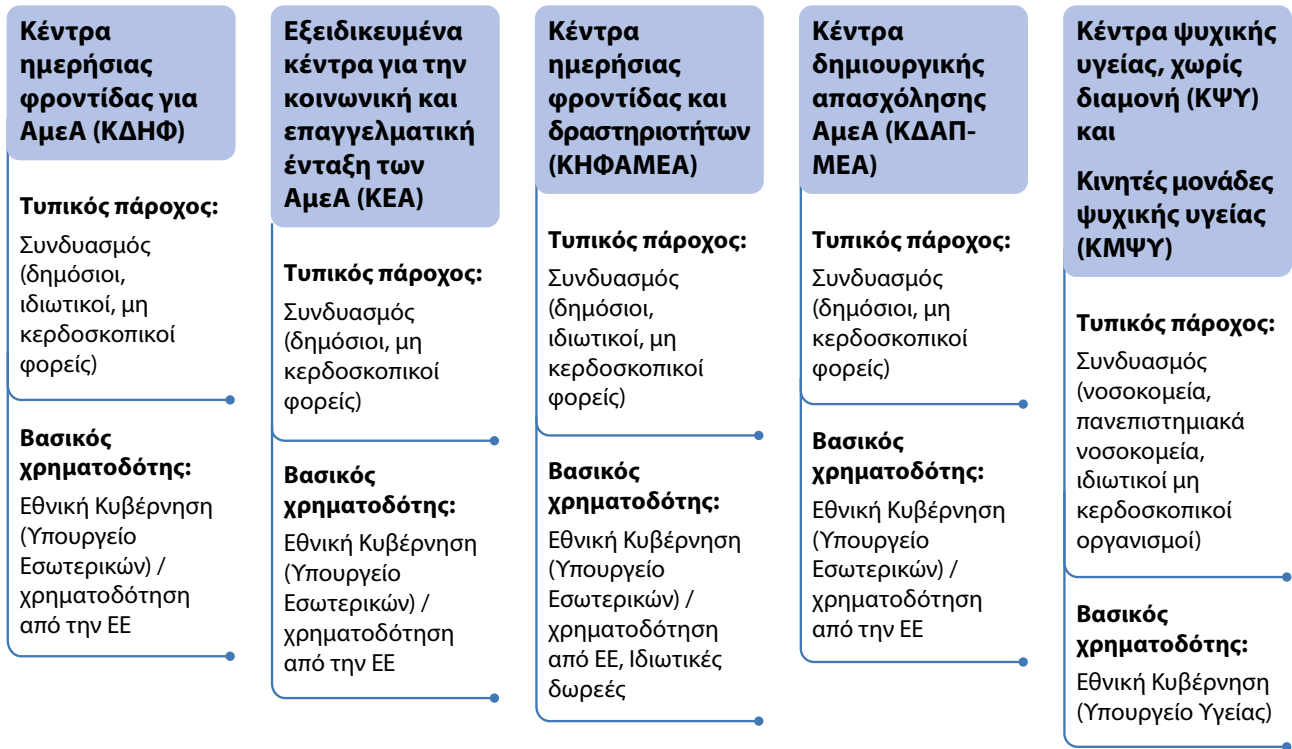 Κέντρα
ημερήσιας
φροντίδας για
ΑμεΑ (ΚΔΗΦ)
Τυπικός πάροχος:
Συνδυασμός
(δημόσιοι,
ιδιωτικοί, μη
κερδοσκοπικοί
φορείς)
Βασικός
χρηματοδότης:
Εθνική Κυβέρνηση
(Υπουργείο
Εσωτερικών) /
χρηματοδότηση
από την ΕΕ
Εξειδικευμένα
κέντρα για την
κοινωνική και
επαγγελματική
ένταξη των
ΑμεΑ (ΚΕΑ)
Τυπικός πάροχος:
Συνδυασμός
(δημόσιοι, μη
κερδοσκοπικοί
φορείς)
Βασικός
χρηματοδότης:
Εθνική Κυβέρνηση
(Υπουργείο
Εσωτερικών) /
χρηματοδότηση
από την ΕΕ
Κέντρα
ημερήσιας
φροντίδας και
δραστηριοτήτων
(ΚΗΦΑΜΕΑ)
Τυπικός πάροχος:
Συνδυασμός
(δημόσιοι,
ιδιωτικοί, μη
κερδοσκοπικοί
φορείς)
Βασικός
χρηματοδότης:
Εθνική Κυβέρνηση
(Υπουργείο
Εσωτερικών) /
χρηματοδότηση
από ΕΕ, Ιδιωτικές
δωρεές
Κέντρα
δημιουργικής
απασχόλησης
ΑμεΑ (ΚΔΑΠ-
ΜΕΑ)
Τυπικός πάροχος:
Συνδυασμός
(δημόσιοι, μη
κερδοσκοπικοί
φορείς)
Βασικός
χρηματοδότης:
Εθνική Κυβέρνηση
(Υπουργείο
Εσωτερικών) /
χρηματοδότηση
από την ΕΕ
Κέντρα ψυχικής
υγείας, χωρίς
διαμονή (ΚΨΥ)
και
Κινητές μονάδες
ψυχικής υγείας
(ΚΜΨΥ)
Τυπικός πάροχος:
Συνδυασμός
(νοσοκομεία,
πανεπιστημιακά
νοσοκομεία,
ιδιωτικοί μη
κερδοσκοπικοί
οργανισμοί)
Βασικός
χρηματοδότης:
Εθνική Κυβέρνηση
(Υπουργείο Υγείας)